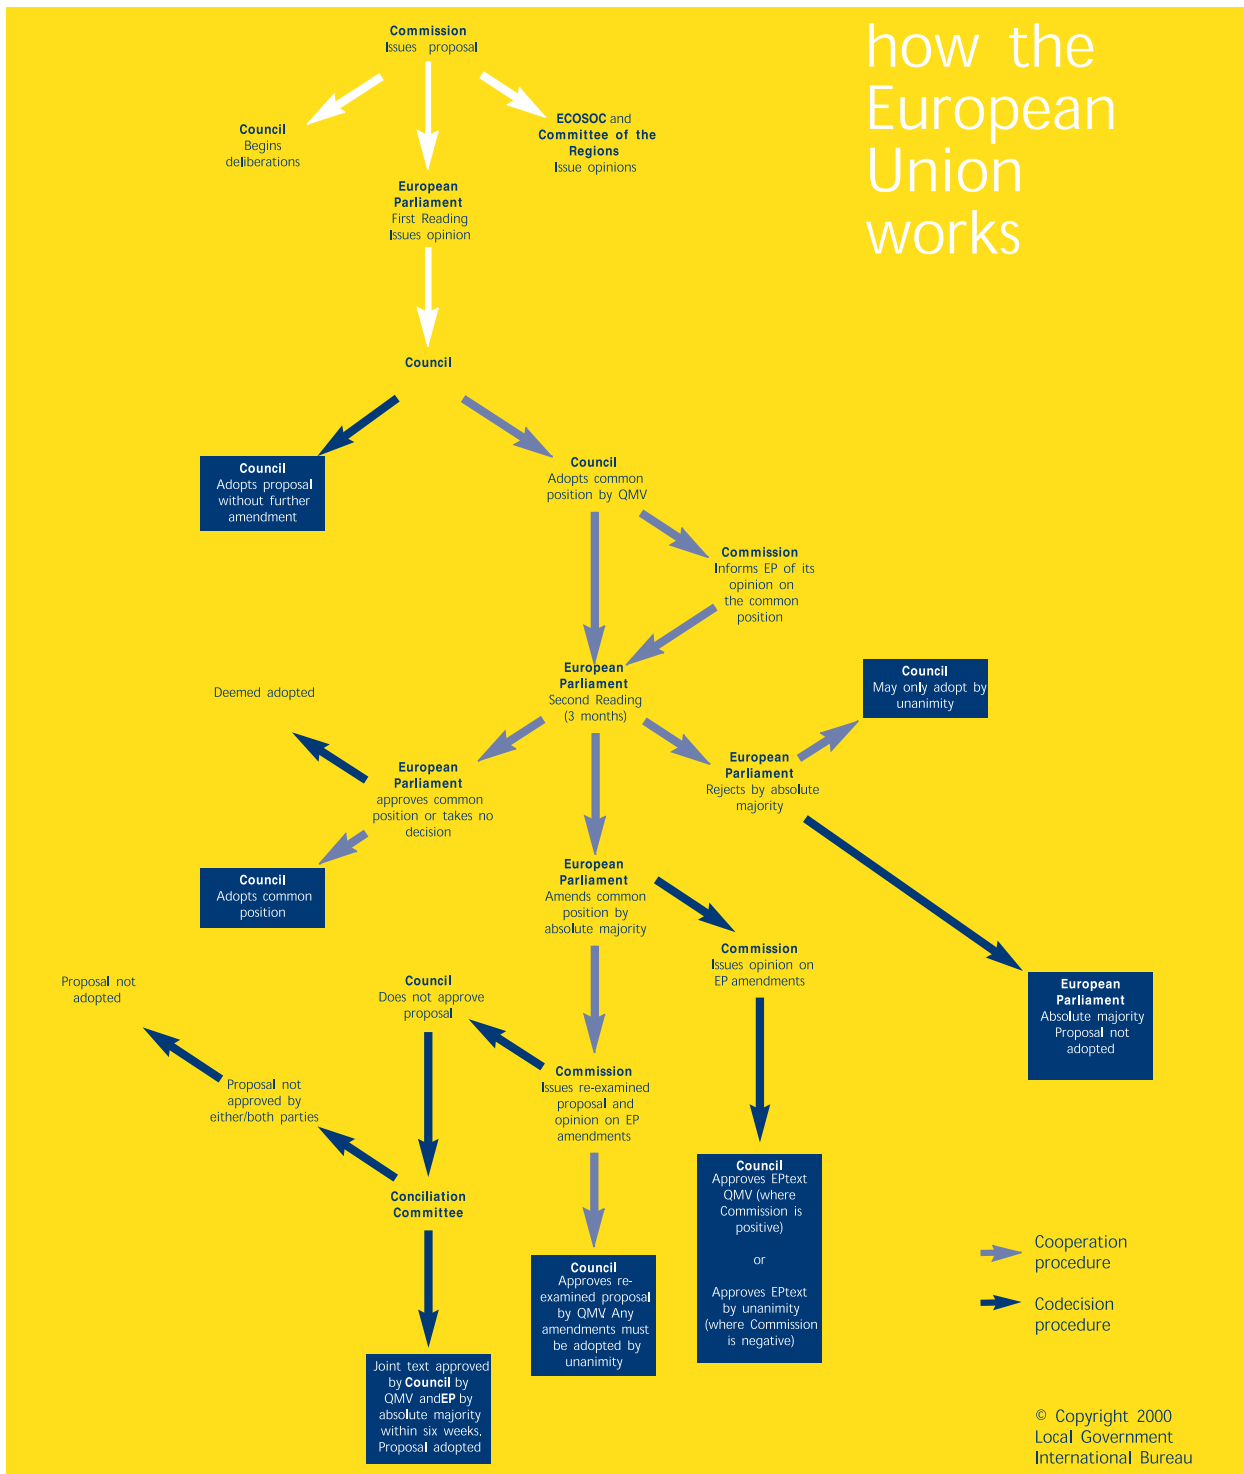 how the
European
Union
works
Commission
Issues proposal
Council
Begins
deliberations
ECOSOC and
Committee of the
Regions
Issue opinions
European
Parliament
First Reading
Issues opinion
Council
Council
Adopts proposal
without further
amendment
Council
Adopts common
position by QMV
Commission
Informs EP of its
opinion on
the common
position
European
Parliament
Second Reading
(3 months)
Council
May only adopt by
unanimity
Deemed adopted
European
Parliament
approves common
position or takes no
decision
European
Parliament
Rejects by absolute
majority
Council
Adopts common
position
European
Parliament
Amends common
position by
absolute majority
Commission
Issues opinion on
EP amendments
European
Parliament
Absolute majority
Proposal not
adopted
Proposal not
adopted
Council
Does not approve
proposal
Commission
Issues re-examined
proposal and
opinion on EP
amendments
Proposal not
approved by
either/both parties
Conciliation
Committee
Council
Approves EPtext
QMV (where
Commission is
positive)
or
Approves EPtext
by unanimity
(where Commission
is negative)
Council
Approves re-
examined proposal
by QMV. Any
amendments must
be adopted by
unanimity
Joint text approved
by Council by
QMV andEP by
absolute majority
within six weeks.
Proposal adopted
Cooperation
procedure
Codecision
procedure
© Copyright 2000
Local Government
International Bureau